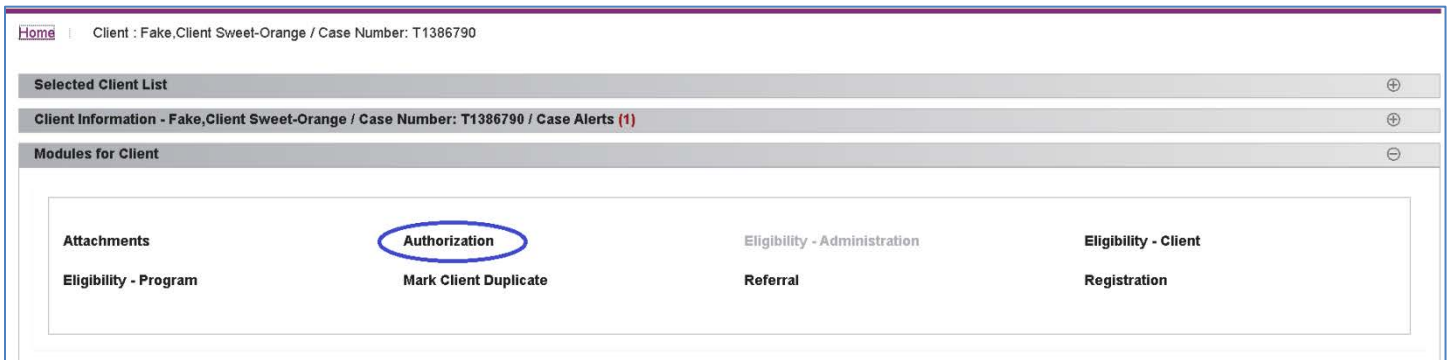 Home | Client : Fake,Client Sweet-Orange / Case Number: T1386790
Selected Client List
Client Information - Fake,Client Sweet-Orange / Case Number: T1386790 / Case Alerts (1)
Modules for Client
Attachments Authorization Eligibility - Administration Eligibility - Client
Eligibility - Program Mark Client Duplicate Referral Registration